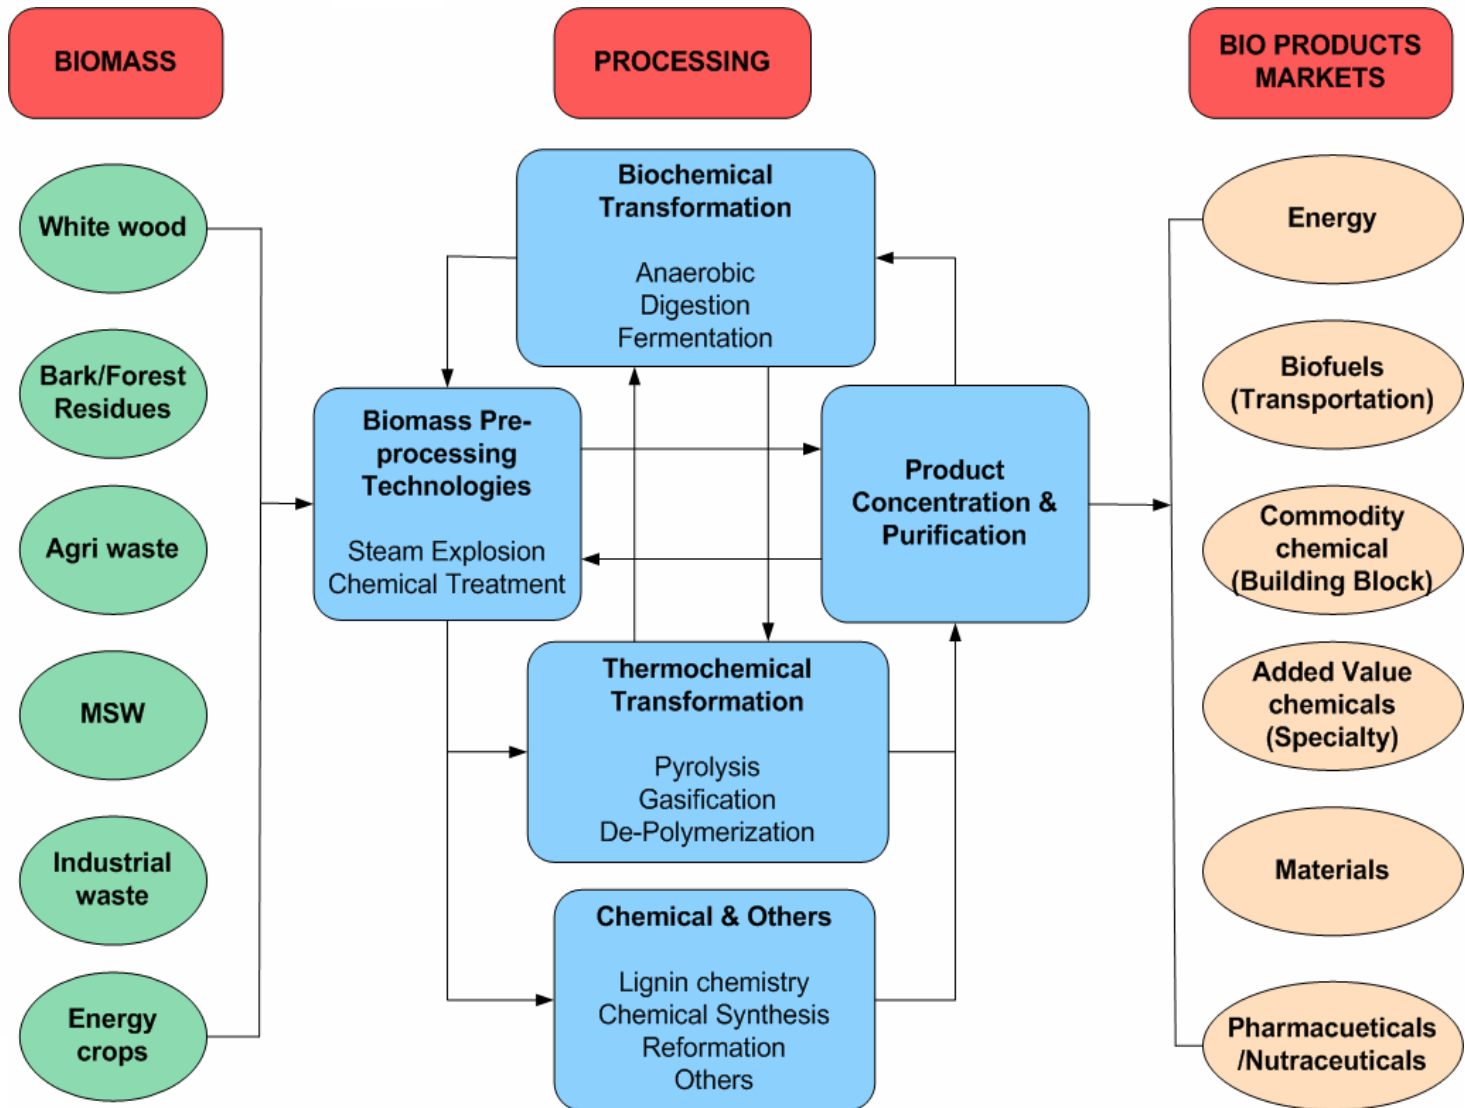 BIOMASS
PROCESSING
BIO PRODUCTS
MARKETS
White wood
Bark/Forest
Residues
Agri waste
MSW
Industrial
waste
Energy
crops
Biochemical
Transformation
Anaerobic
Digestion
Fermentation
Biomass Pre-
processing
Technologies
Steam Explosion
Chemical Treatment
Product
Concentration &
Purification
Thermochemical
Transformation
Pyrolysis
Gasification
De-Polymerization
Chemical & Others
Lignin chemistry
Chemical Synthesis
Reformation
Others
Energy
Biofuels
(Transportation)
Commodity
chemical
(Building Block)
Added Value
chemicals
(Specialty)
Materials
Pharmacueticals
/Nutraceuticals